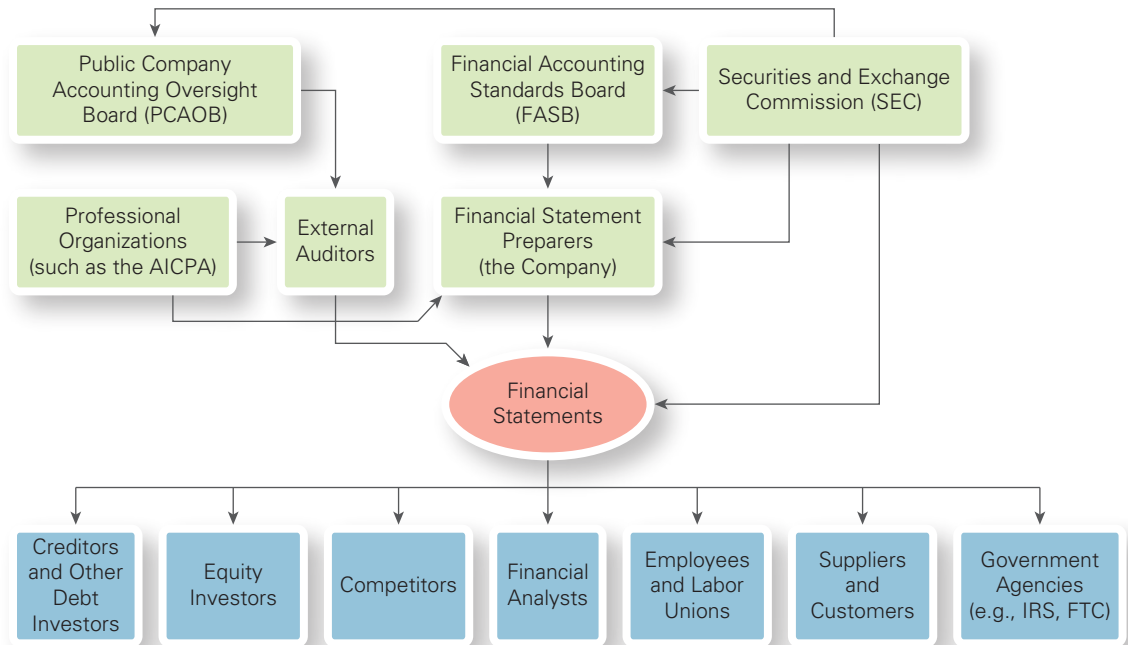 Public Company
Accounting Oversight
Board (PCAOB)
Financial Accounting
Standards Board
(FASB)
Securities and Exchange
Commission (SEC)
Professional
Organizations
(such as the AICPA)
External
Auditors
Financial Statement
Preparers
(the Company)
Financial
Statements
Creditors
and Other
Debt
Investors
Equity
Investors
Competitors
Financial
Analysts
Employees
and Labor
Unions
Suppliers
and
Customers
Government
Agencies
(e.g., IRS, FTC)